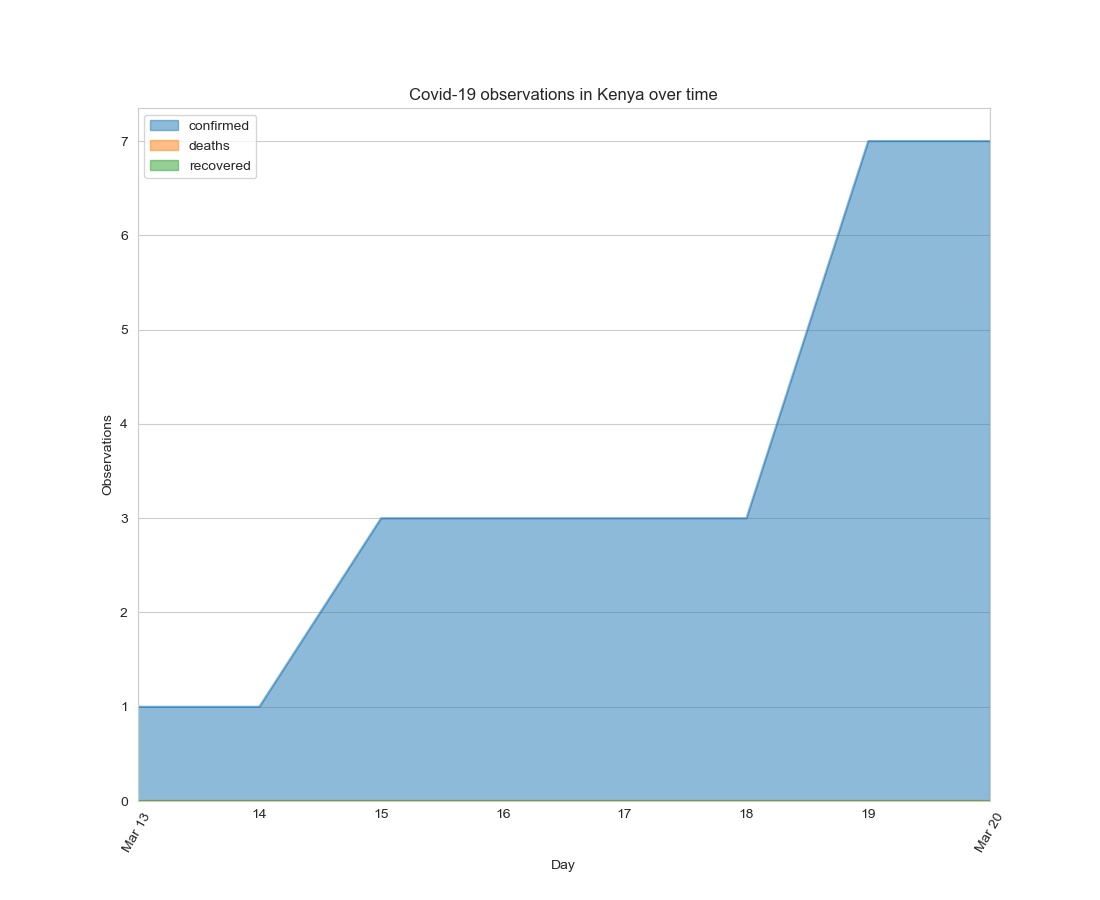 Covid-19 observations in Kenya over time
confirmed
deaths
recovered
7
6
5
4
3
2
1
0
Observations
Mar 13
14
15
16
17
18
19
Mar 20
Day